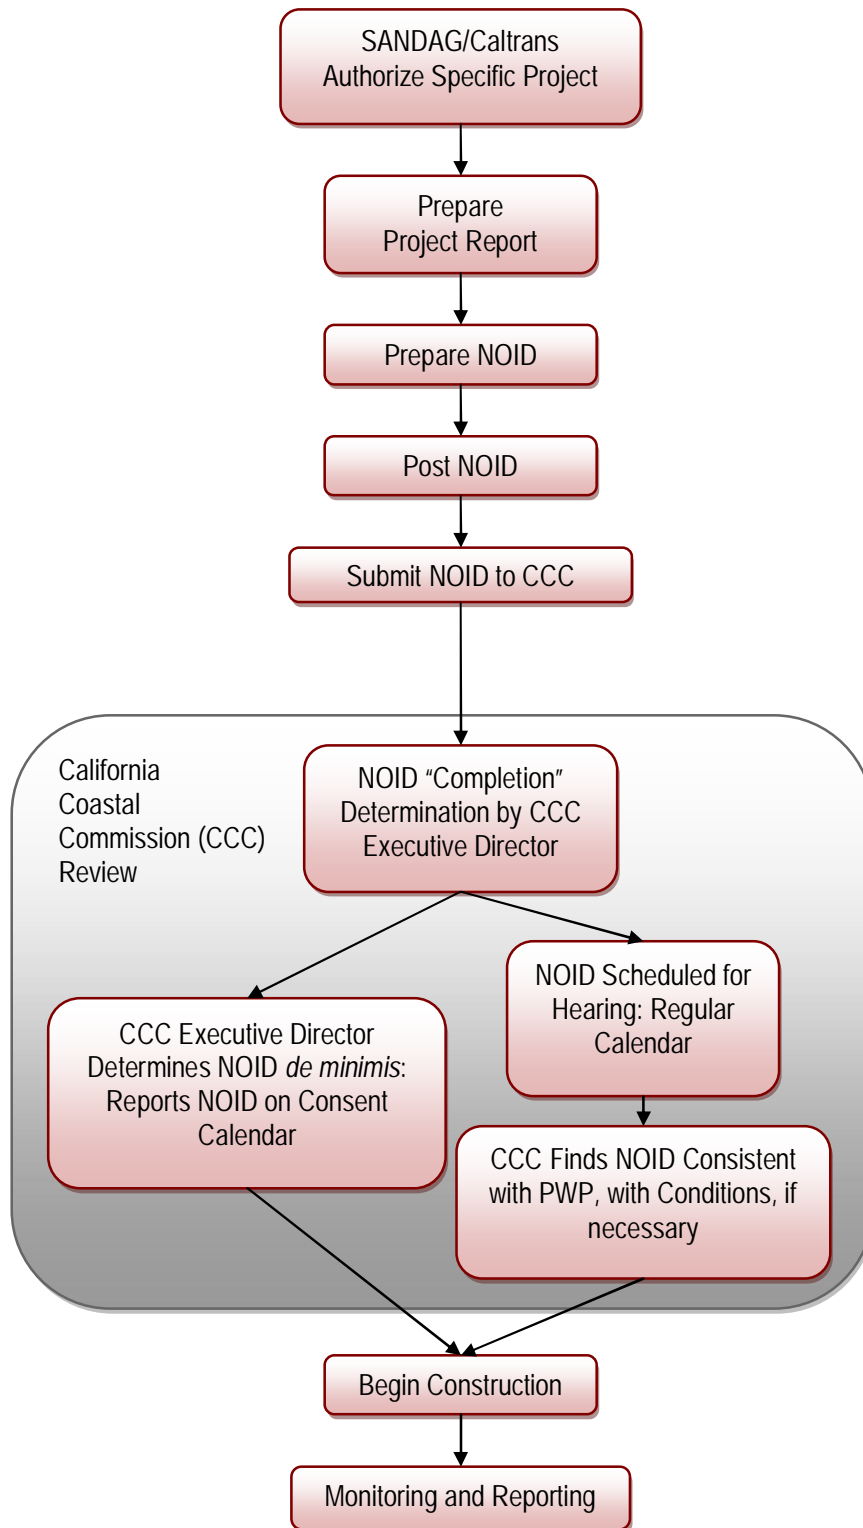 SANDAG/Caltrans
Authorize Specific Project
Prepare
Project Report
Prepare NOID
Post NOID
Submit NOID to CCC
California
Coastal
Commission (CCC)
Review
NOID “Completion”
Determination by CCC
Executive Director
CCC Executive Director
Determines NOID de minimis:
Reports NOID on Consent
Calendar
NOID Scheduled for
Hearing: Regular
Calendar
CCC Finds NOID Consistent
with PWP, with Conditions, if
necessary
Begin Construction
Monitoring and Reporting